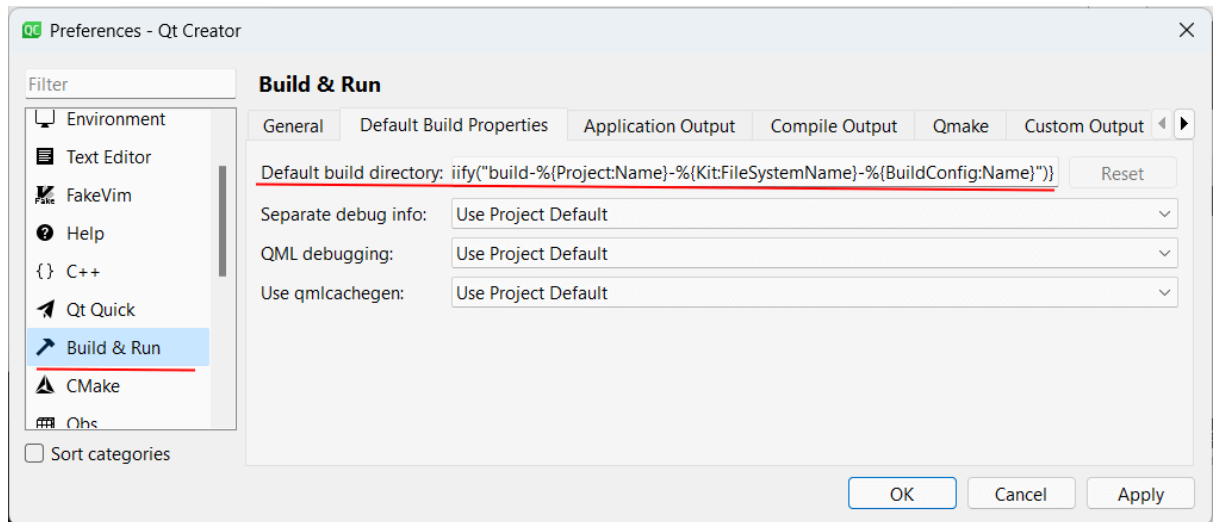 Preferences - Qt Creator
Filter
Environment
Text Editor
FakeVim
Help
C++
Qt Quick
Build & Run
CMake
Sort categories
Build & Run
General Default Build Properties Application Output Compile Output Qmake Custom Output
Default build directory: iify("build-%{Project:Name}-%{Kit:FileSystemName}-%{BuildConfig:Name}")} Reset
Separate debug info: Use Project Default
QML debugging: Use Project Default
Use qmlcachegen: Use Project Default
OK Cancel Apply